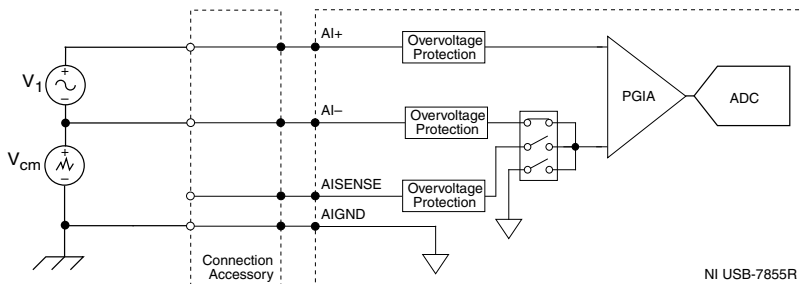 AI+
Overvoltage
Protection
+
V1
−
PGIA
ADC
AI−
Overvoltage
Protection
+
Vcm
−
AISENSE
Overvoltage
Protection
AIGND
Connection
Accessory
NI USB-7855R